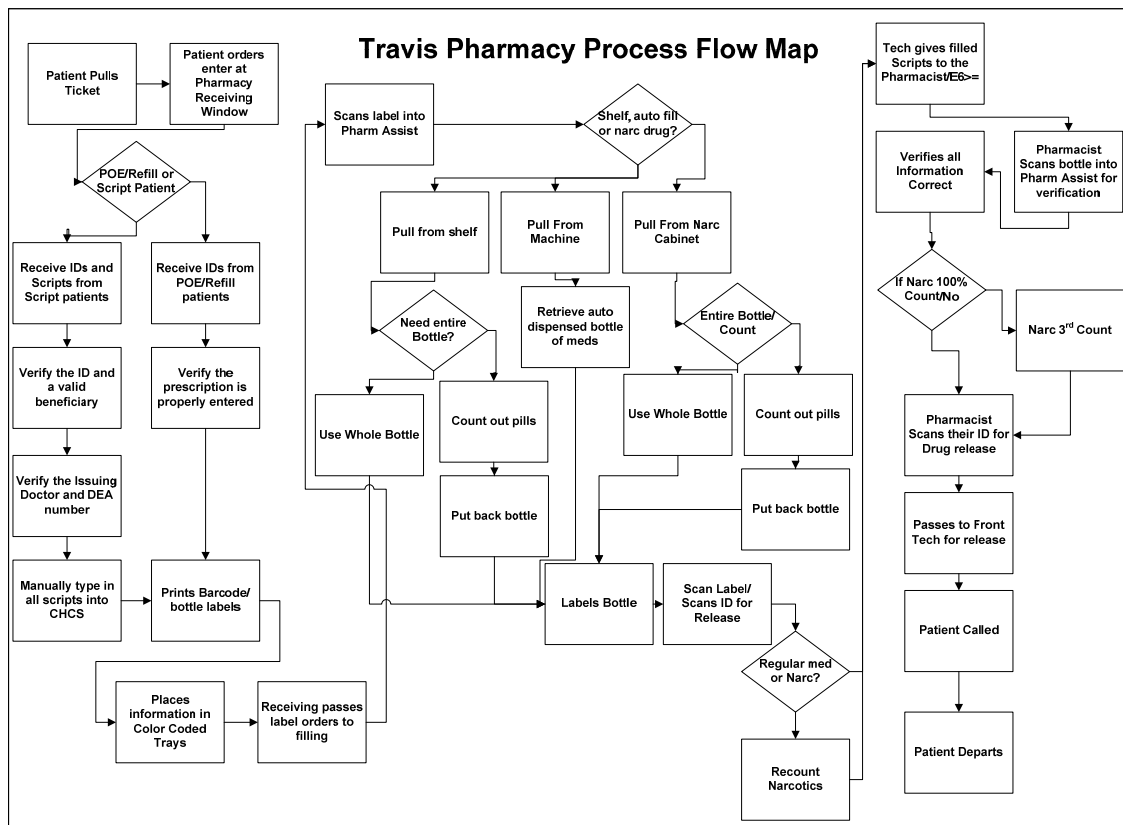 Travis Pharmacy Process Flow Map
Patient Pulls
Ticket
Patient orders
enter at
Pharmacy
Receiving
Window
POE/Refill or
Script Patient
Receive IDs and
Scripts from
Script patients
Receive IDs from
POE/Refill
patients
Verify the ID and
a valid
beneficiary
Verify the
prescription is
properly entered
Verify the Issuing
Doctor and DEA
number
Manually type in
all scripts into
CHCS
Prints Barcode/
bottle labels
Places
information in
Color Coded
Trays
Receiving passes
label orders to
filling
Scans label into
Pharm Assist
Shelf, auto fill
or narc drug?
Pull from shelf
Pull From
Machine
Pull From Narc
Cabinet
Need entire
Bottle?
Retrieve auto
dispensed bottle
of meds
Entire Bottle/
Count
Use Whole Bottle
Count out pills
Use Whole Bottle
Count out pills
Put back bottle
Put back bottle
Labels Bottle
Scan Label/
Scans ID for
Release
Regular med
or Narc?
Recount
Narcotics
Tech gives filled
Scripts to the
Pharmacist/E6>=
Pharmacist
Scans bottle into
Pharm Assist for
verification
Verifies all
Information
Correct
If Narc 100%
Count/No
Narc 3rd Count
Pharmacist
Scans their ID for
Drug release
Passes to Front
Tech for release
Patient Called
Patient Departs